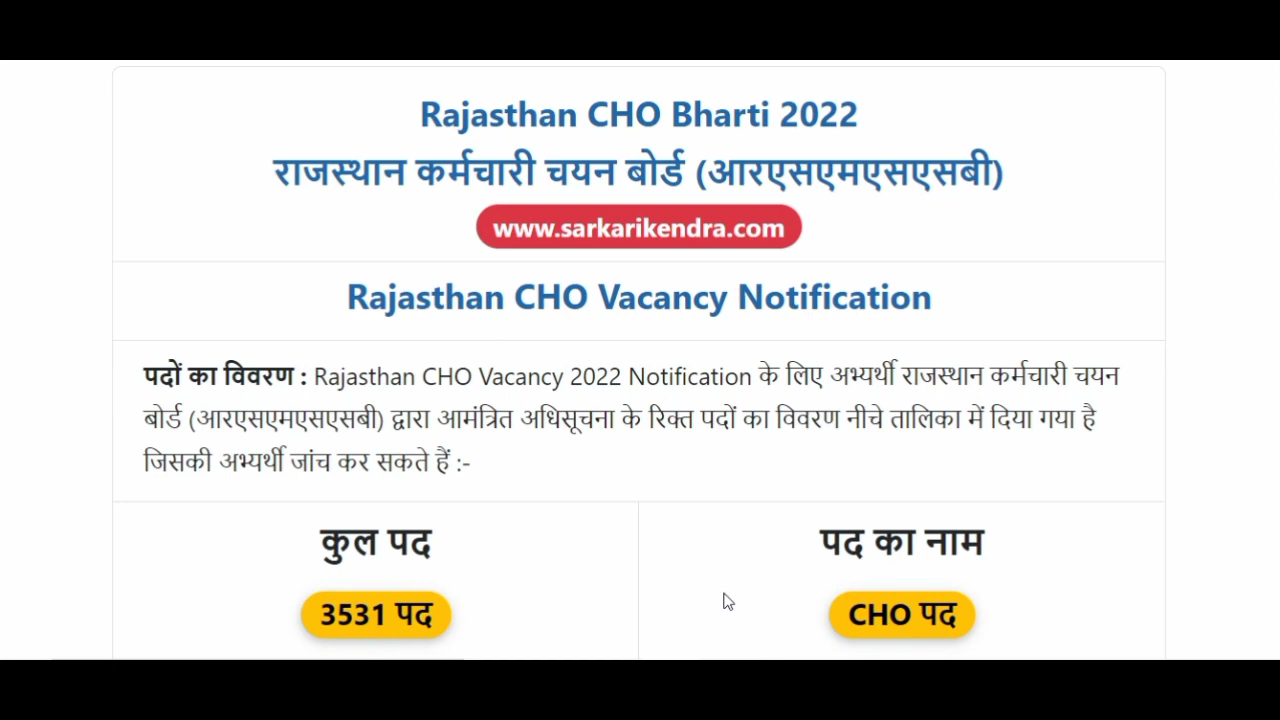 Rajasthan CHO Bharti 2022
राजस्थान कर्मचारी चयन बोर्ड (आरएसएमएसएसबी)
www.sarkarikendra.com
Rajasthan CHO Vacancy Notification
पदों का विवरण : Rajasthan CHO Vacancy 2022 Notification के लिए अभ्यर्थी राजस्थान कर्मचारी चयन
बोर्ड (आरएसएमएसएसबी) द्वारा आमंत्रित अधिसूचना के रिक्त पदों का विवरण नीचे तालिका में दिया गया है
जिसकी अभ्यर्थी जांच कर सकते हैं :-
कुल पद
3531 पद
पद का नाम
CHO पद